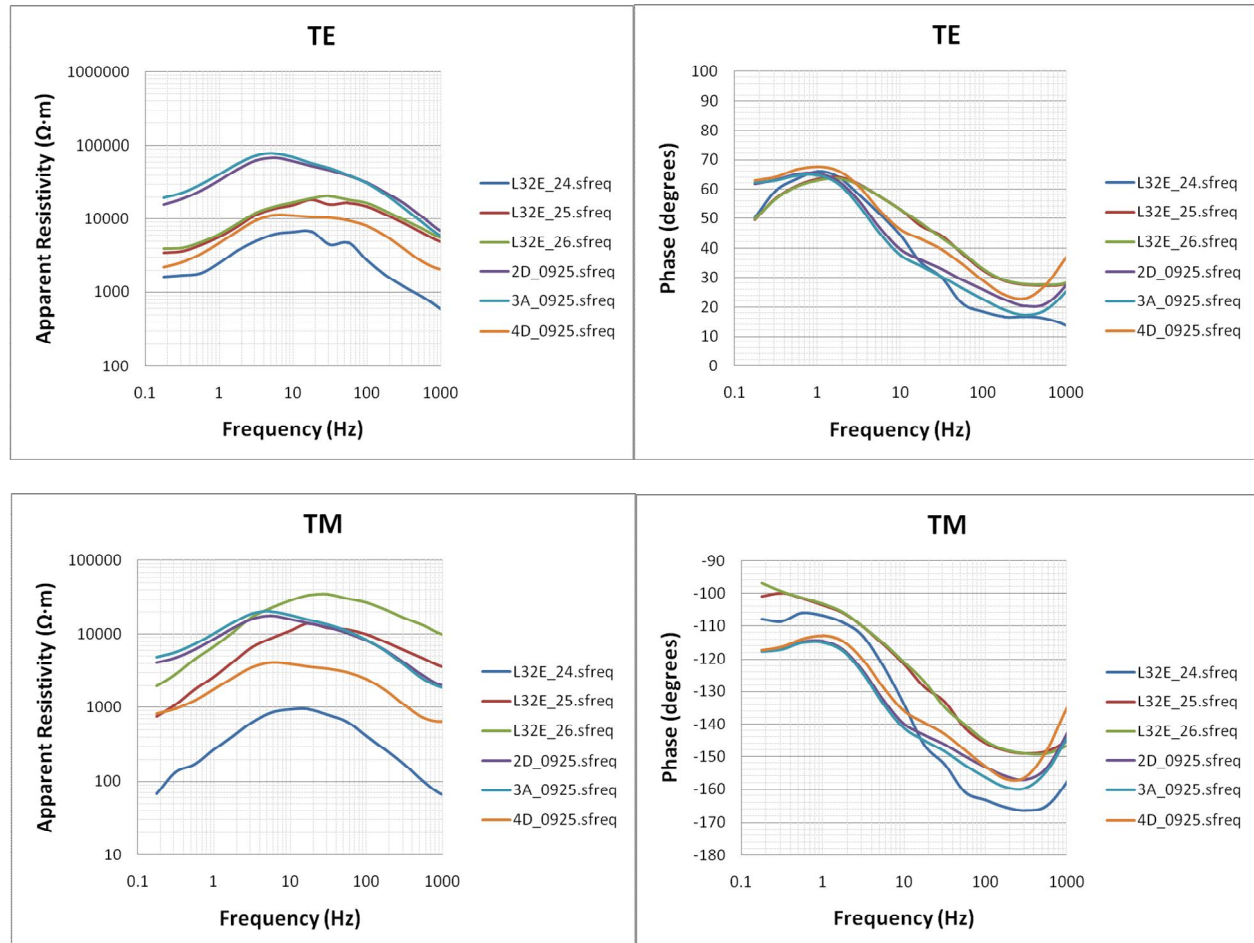 TE
Apparent Resistivity (Ω·m)
1000000
100000
10000
1000
100
0.1
1
10
100
1000
Frequency (Hz)
L32E_24.sfreq
L32E_25.sfreq
L32E_26.sfreq
2D_0925.sfreq
3A_0925.sfreq
4D_0925.sfreq
TE
Phase (degrees)
100
90
80
70
60
50
40
30
20
10
0
0.1
1
10
100
1000
Frequency (Hz)
L32E_24.sfreq
L32E_25.sfreq
L32E_26.sfreq
2D_0925.sfreq
3A_0925.sfreq
4D_0925.sfreq
TM
Apparent Resistivity (Ω·m)
100000
10000
1000
100
10
0.1
1
10
100
1000
Frequency (Hz)
L32E_24.sfreq
L32E_25.sfreq
L32E_26.sfreq
2D_0925.sfreq
3A_0925.sfreq
4D_0925.sfreq
TM
Phase (degrees)
-90
-100
-110
-120
-130
-140
-150
-160
-170
-180
0.1
1
10
100
1000
Frequency (Hz)
L32E_24.sfreq
L32E_25.sfreq
L32E_26.sfreq
2D_0925.sfreq
3A_0925.sfreq
4D_0925.sfreq